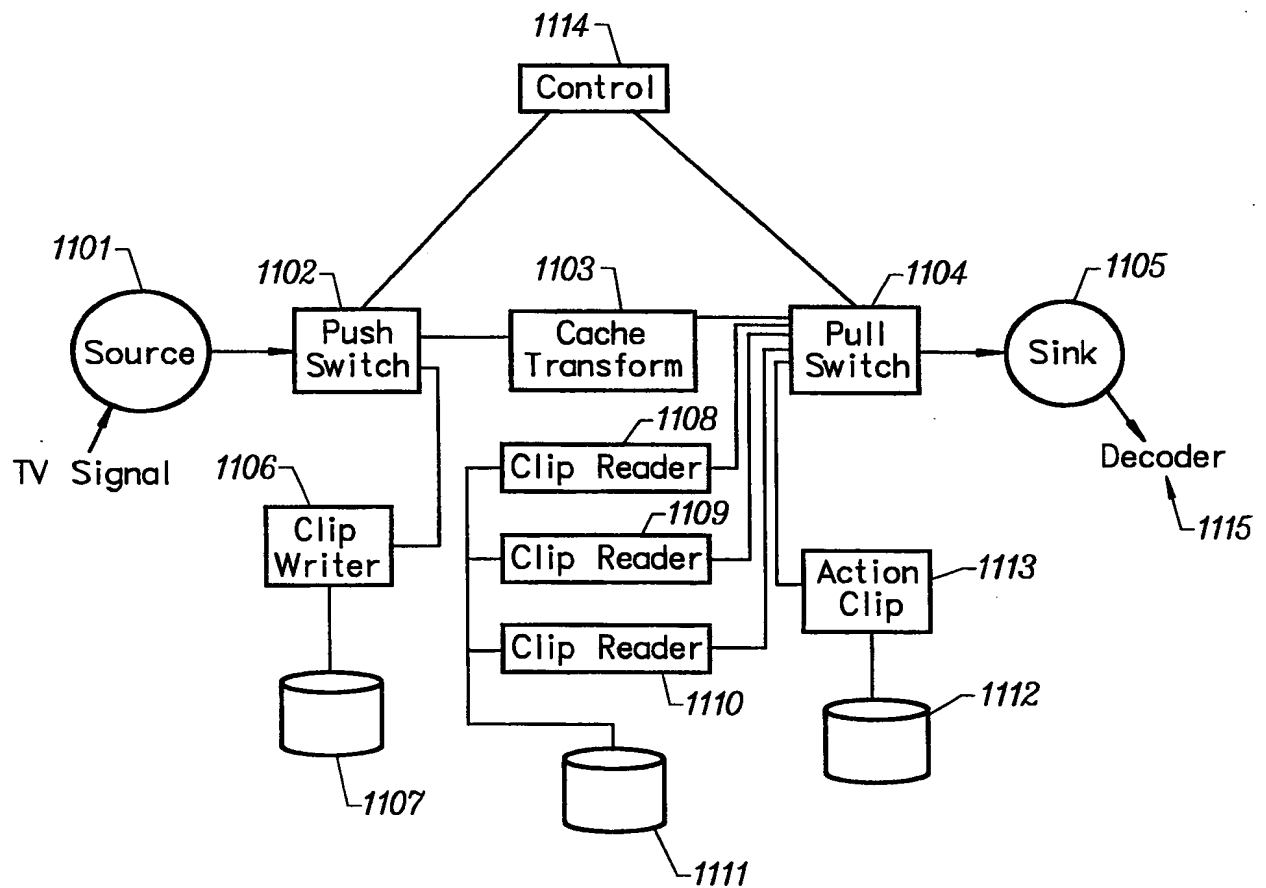 1114
Control
1101
1102
1103
1104
1105
Source
Push
Switch
Cache
Transform
Pull
Switch
Sink
TV Signal
Decoder
1115
1106
Clip
Writer
1107
1108
Clip Reader
1109
Clip Reader
Clip Reader
1110
1111
Action
Clip
1113
1112